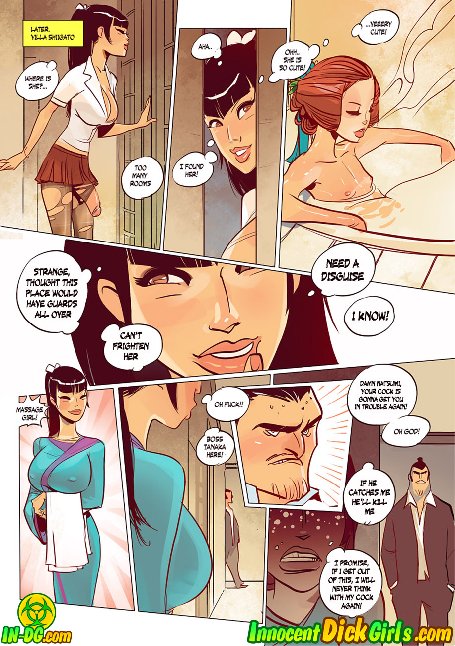 LATER.
VILLA SHUGATO
WHERE IS
SHE?...
TOO
MANY
ROOMS
AHA..
I FOUND
HER!
OHH..
SHE IS
SO CUTE!
...YEEERY
CUTE!
STRANGE,
THOUGHT THIS
PLACE WOULD
HAVE GUARDS
ALL OVER
CAN'T
FRIGHTEN
HER
NEED A
DISGUISE
I KNOW!
MASSAGE
GIRL!
OH FUCK!!
BOSS
TANAKA
HERE!
DAMN NATSUMI,
YOUR COCK IS
GONNA GET YOU
IN TROUBLE AGAIN!
OH GOD!
IF HE
CATCHES ME
HE'LL KILL
ME
I PROMISE,
IF I GET OUT
OF THIS, I WILL
NEVER THINK
WITH MY COCK
AGAIN!
IN-DG.com
InnocentDickGirls.com